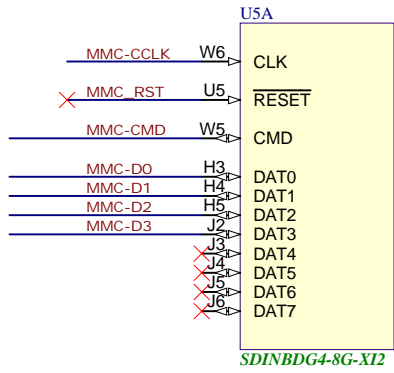 U5A
MMC-CCLK W6 CLK
MMC_RST U5 RESET
MMC-CMD W5 CMD
MMC-D0 H3 DAT0
MMC-D1 H4 DAT1
MMC-D2 H5 DAT2
MMC-D3 J2 DAT3
J3 DAT4
J4 DAT5
J5 DAT6
J6 DAT7
SDINBDG4-8G-XI2